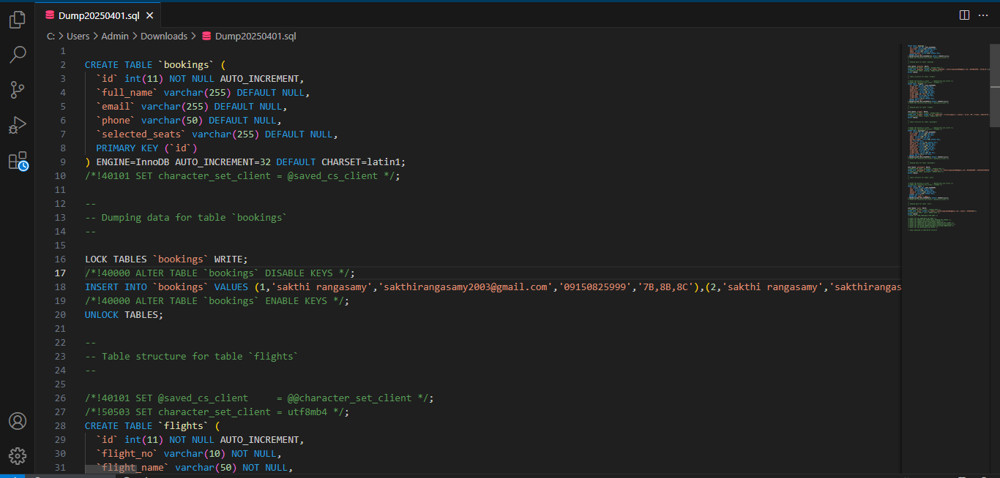 Dump20250401.sql
C: > Users > Admin > Downloads > Dump20250401.sql
1
2 CREATE TABLE `bookings` (
3 `id` int(11) NOT NULL AUTO_INCREMENT,
4 `full_name` varchar(255) DEFAULT NULL,
5 `email` varchar(255) DEFAULT NULL,
6 `phone` varchar(50) DEFAULT NULL,
7 `selected_seats` varchar(255) DEFAULT NULL,
8 PRIMARY KEY (`id`)
9 ) ENGINE=InnoDB AUTO_INCREMENT=32 DEFAULT CHARSET=latin1;
10 /*!40101 SET character_set_client = @saved_cs_client */;
11
12 --
13 -- Dumping data for table `bookings`
14 --
15
16 LOCK TABLES `bookings` WRITE;
17 /*!40000 ALTER TABLE `bookings` DISABLE KEYS */;
18 INSERT INTO `bookings` VALUES (1,'sakthi rangasamy','sakthirangasamy2003@gmail.com','09150825999','7B,8B,8C'),(2,'sakthi rangasamy','sakthirangas
19 /*!40000 ALTER TABLE `bookings` ENABLE KEYS */;
20 UNLOCK TABLES;
21
22 --
23 -- Table structure for table `flights`
24 --
25
26 /*!40101 SET @saved_cs_client     = @@character_set_client */;
27 /*!50503 SET character_set_client = utf8mb4 */;
28 CREATE TABLE `flights` (
29 `id` int(11) NOT NULL AUTO_INCREMENT,
30 `flight_no` varchar(10) NOT NULL,
31 `flight_name` varchar(50) NOT NULL,